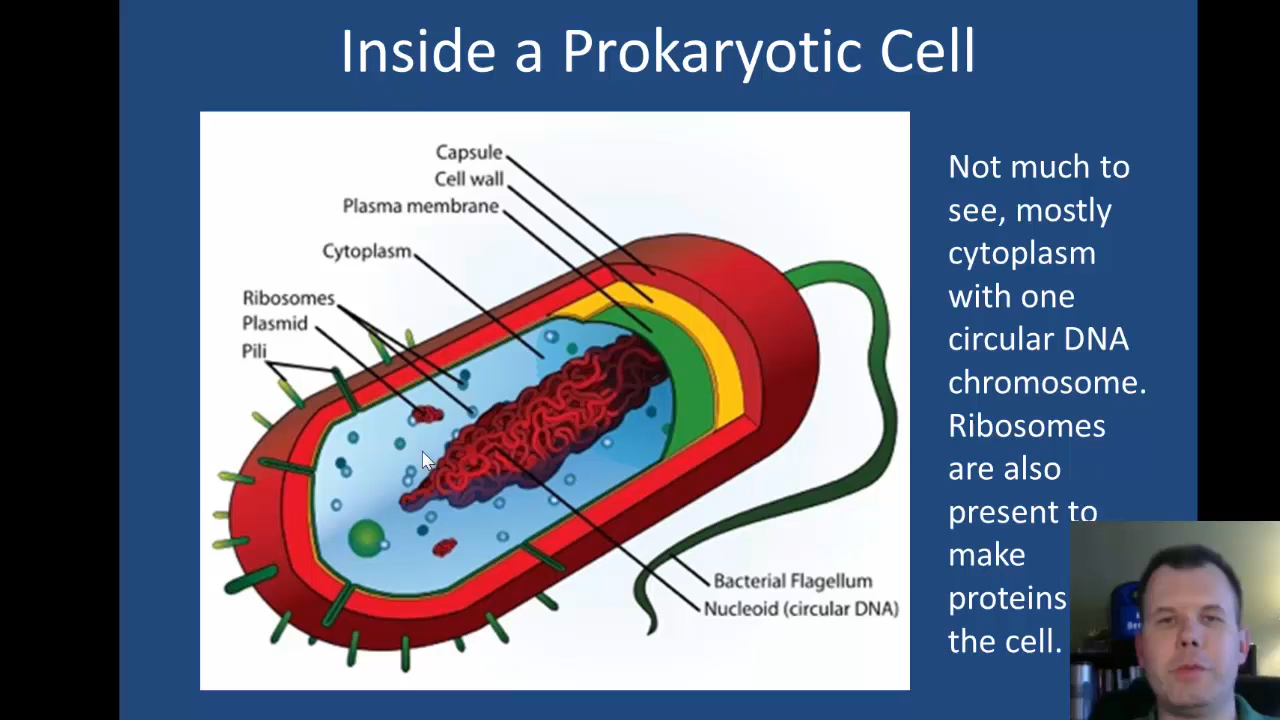 Inside a Prokaryotic Cell
Capsule
Cell wall
Plasma membrane
Cytoplasm
Ribosomes
Plasmid
Pili
Bacterial Flagellum
Nucleoid (circular DNA)
Not much to
see, mostly
cytoplasm
with one
circular DNA
chromosome.
Ribosomes
are also
present to
make
proteins
the cell.